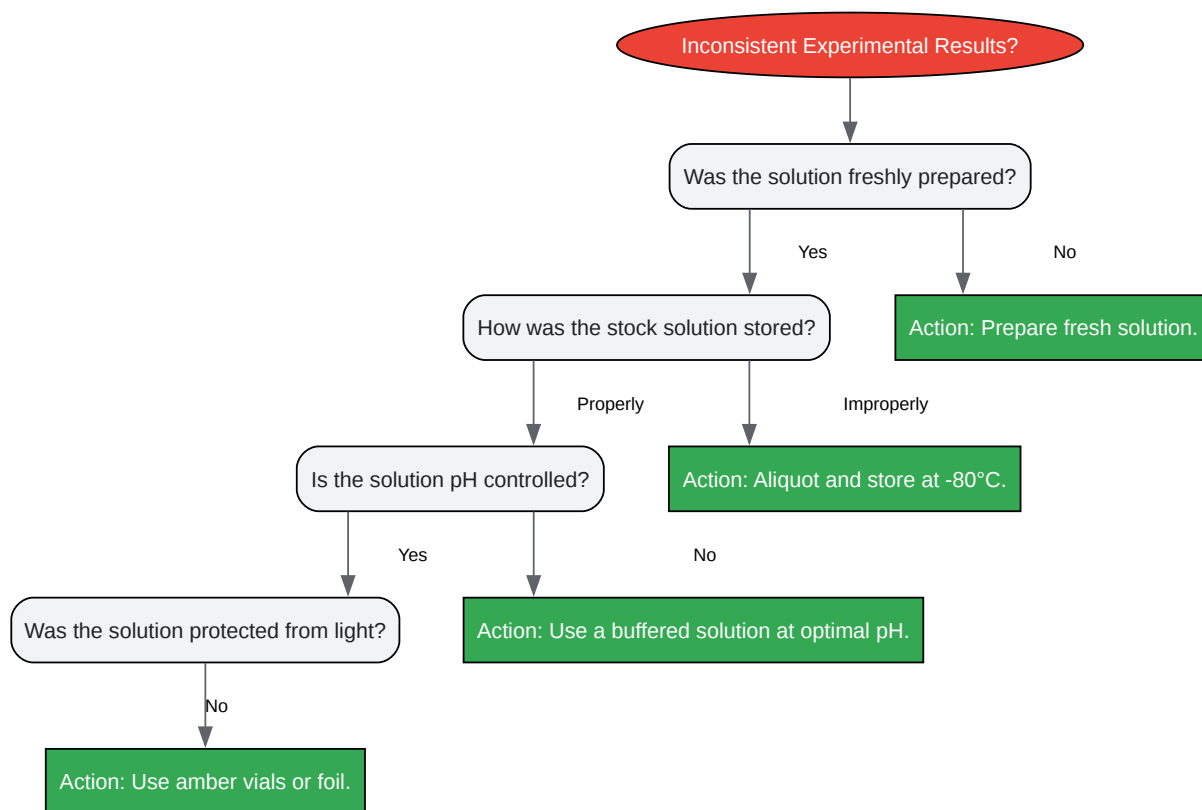 Inconsistent Experimental Results?
Was the solution freshly prepared?
Yes
No
How was the stock solution stored?
Action: Prepare fresh solution.
Properly
Improperly
Is the solution pH controlled?
Action: Aliquot and store at -80°C.
Yes
No
Was the solution protected from light?
Action: Use a buffered solution at optimal pH.
No
Action: Use amber vials or foil.